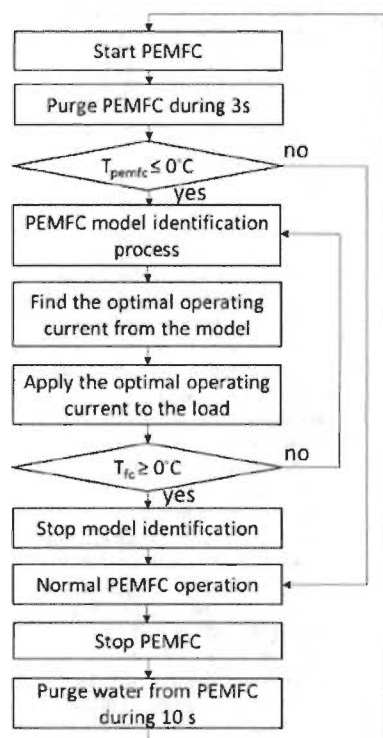 Start PEMFC
Purge PEMFC during 3s
T_pemfc ≤ 0°C
no
yes
PEMFC model identification
process
Find the optimal operating
current from the model
Apply the optimal operating
current to the load
T_fc ≥ 0°C
no
yes
Stop model identification
Normal PEMFC operation
Stop PEMFC
Purge water from PEMFC
during 10 s